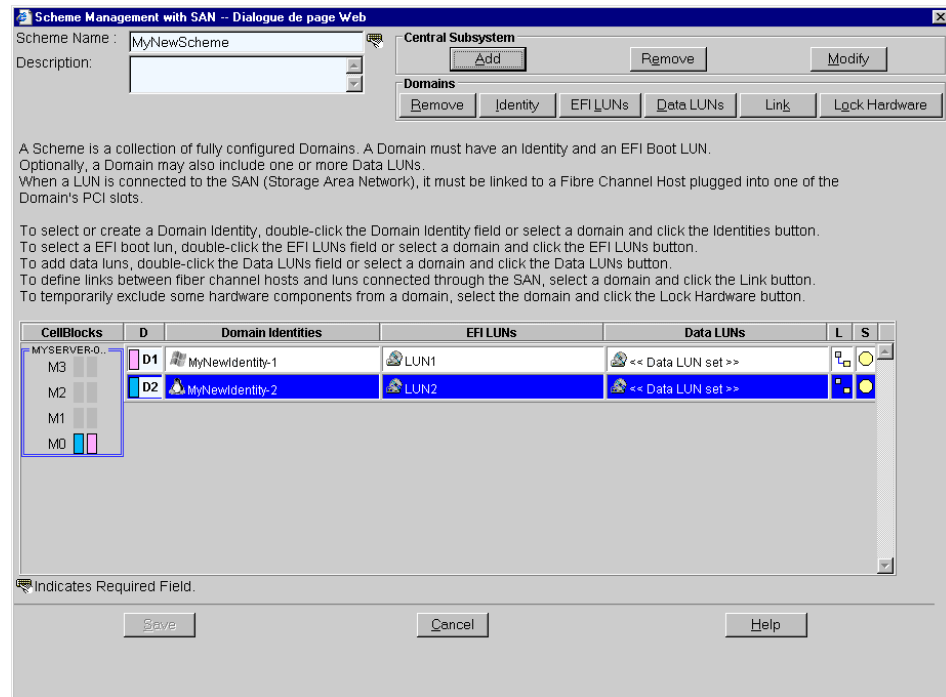 Scheme Management with SAN -- Dialogue de page Web
Scheme Name :
MyNewScheme
Description:
Central Subsystem
Add
Remove
Modify
Domains
Remove
Identity
EFI LUNs
Data LUNs
Link
Lock Hardware
A Scheme is a collection of fully configured Domains. A Domain must have an Identity and an EFI Boot LUN.
Optionally, a Domain may also include one or more Data LUNs.
When a LUN is connected to the SAN (Storage Area Network), it must be linked to a Fibre Channel Host plugged into one of the
Domain's PCI slots.
To select or create a Domain Identity, double-click the Domain Identity field or select a domain and click the Identities button.
To select a EFI boot lun, double-click the EFI LUNs field or select a domain and click the EFI LUNs button.
To add data luns, double-click the Data LUNs field or select a domain and click the Data LUNs button.
To define links between fiber channel hosts and luns connected through the SAN, select a domain and click the Link button.
To temporarily exclude some hardware components from a domain, select the domain and click the Lock Hardware button.
CellBlocks D Domain Identities EFI LUNs Data LUNs L S
MYSERVER-0..
M3
M2
M1
M0
D1 MyNewIdentity-1 LUN1 << Data LUN set >>
D2 MyNewIdentity-2 LUN2 << Data LUN set >>
Indicates Required Field.
Save
Cancel
Help